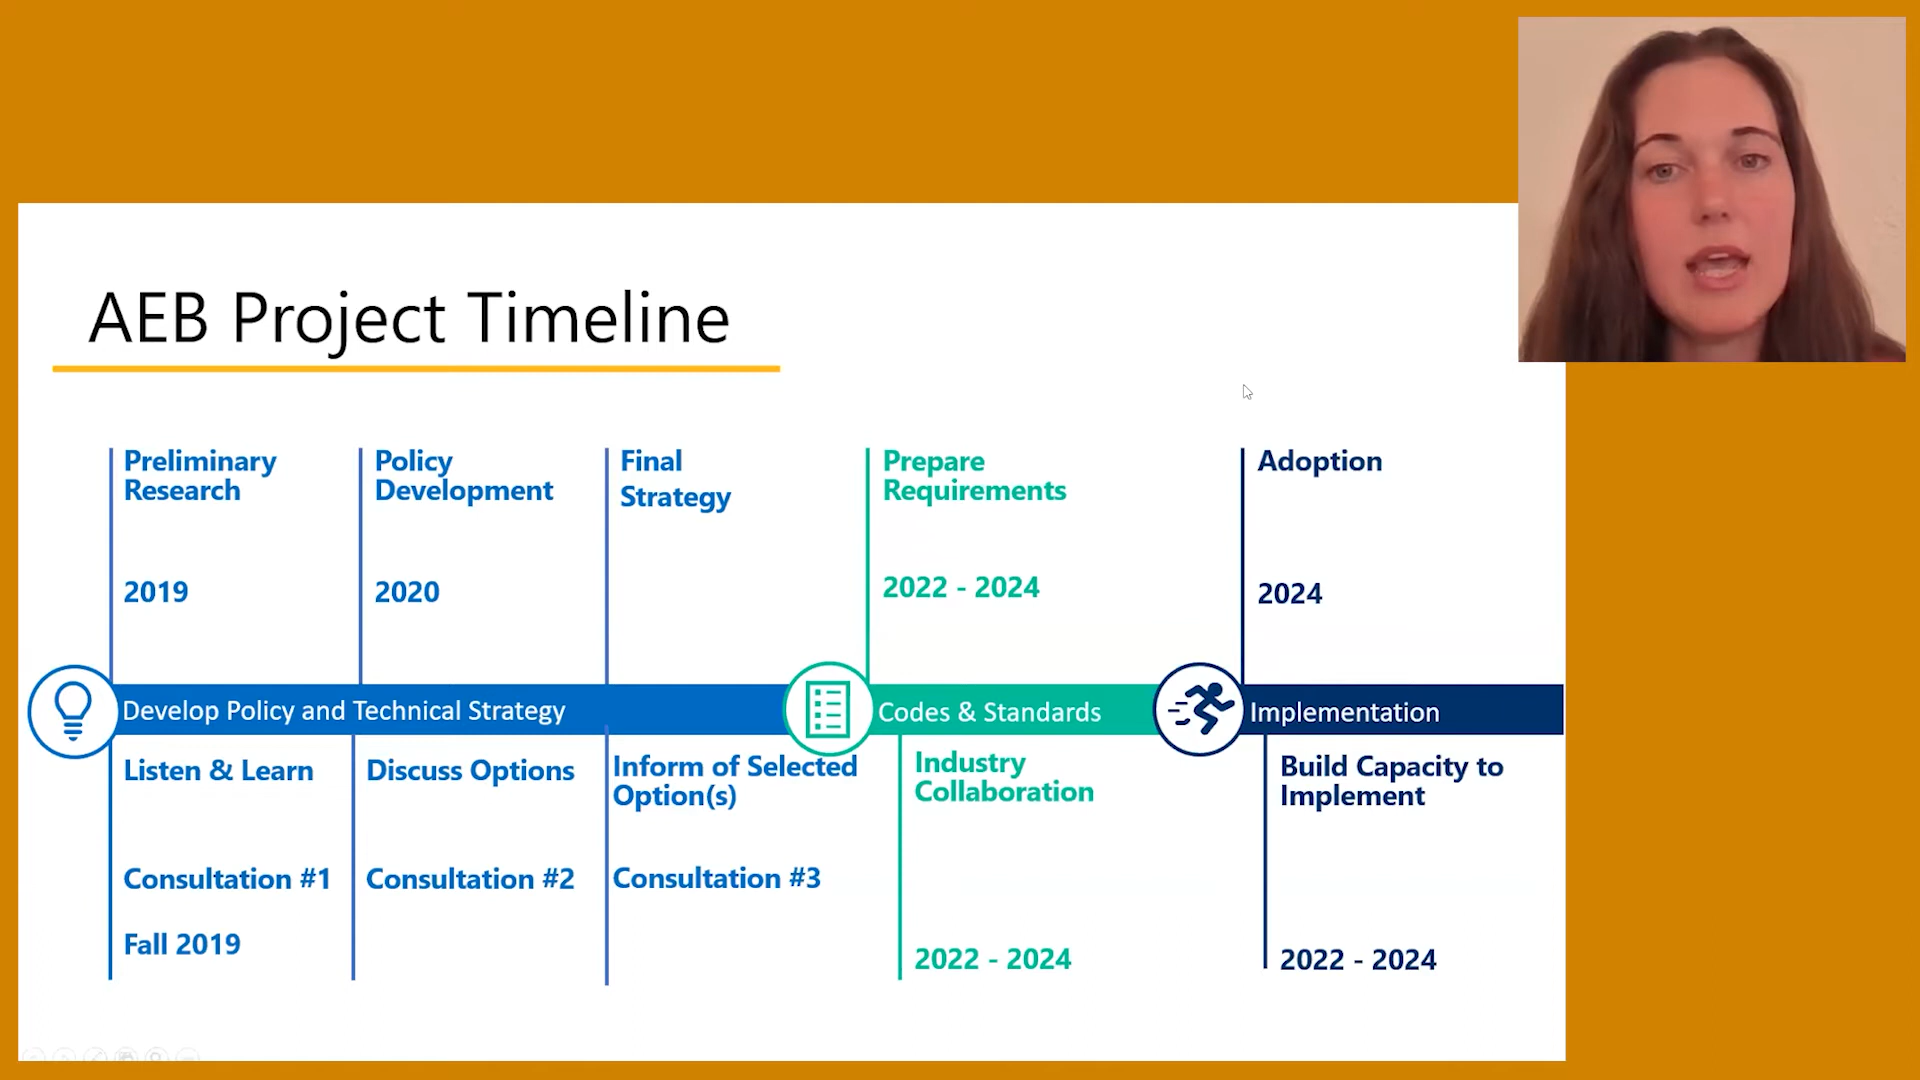 AEB Project Timeline
Preliminary
Research
2019
Policy
Development
2020
Final
Strategy
Prepare
Requirements
2022 - 2024
Adoption
2024
Develop Policy and Technical Strategy
Codes & Standards
Implementation
Listen & Learn
Consultation #1
Fall 2019
Discuss Options
Consultation #2
Inform of Selected
Option(s)
Consultation #3
Industry
Collaboration
2022 - 2024
Build Capacity to
Implement
2022 - 2024